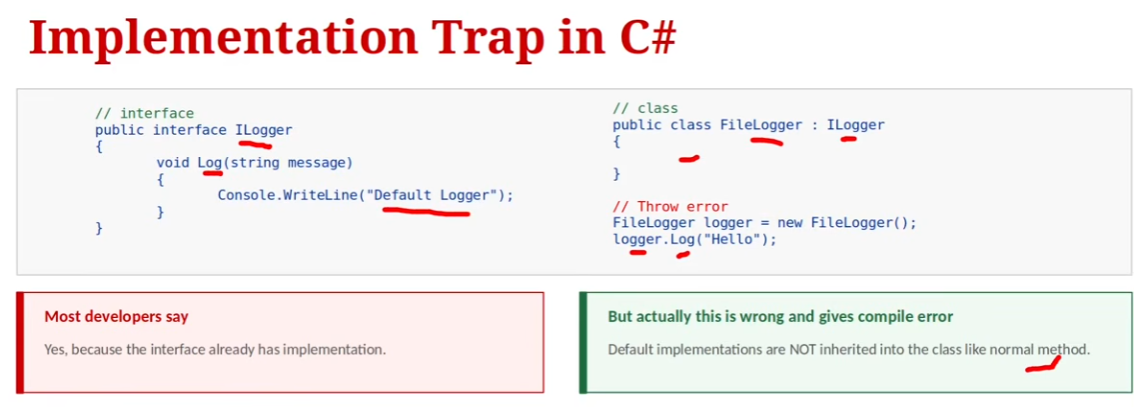 Implementation Trap in C#
// interface
public interface ILogger
{
void Log(string message)
{
Console.WriteLine("Default Logger");
}
}
// class
public class FileLogger : ILogger
{
}
// Throw error
FileLogger logger = new FileLogger();
logger.Log("Hello");
Most developers say
Yes, because the interface already has implementation.
But actually this is wrong and gives compile error
Default implementations are NOT inherited into the class like normal method.